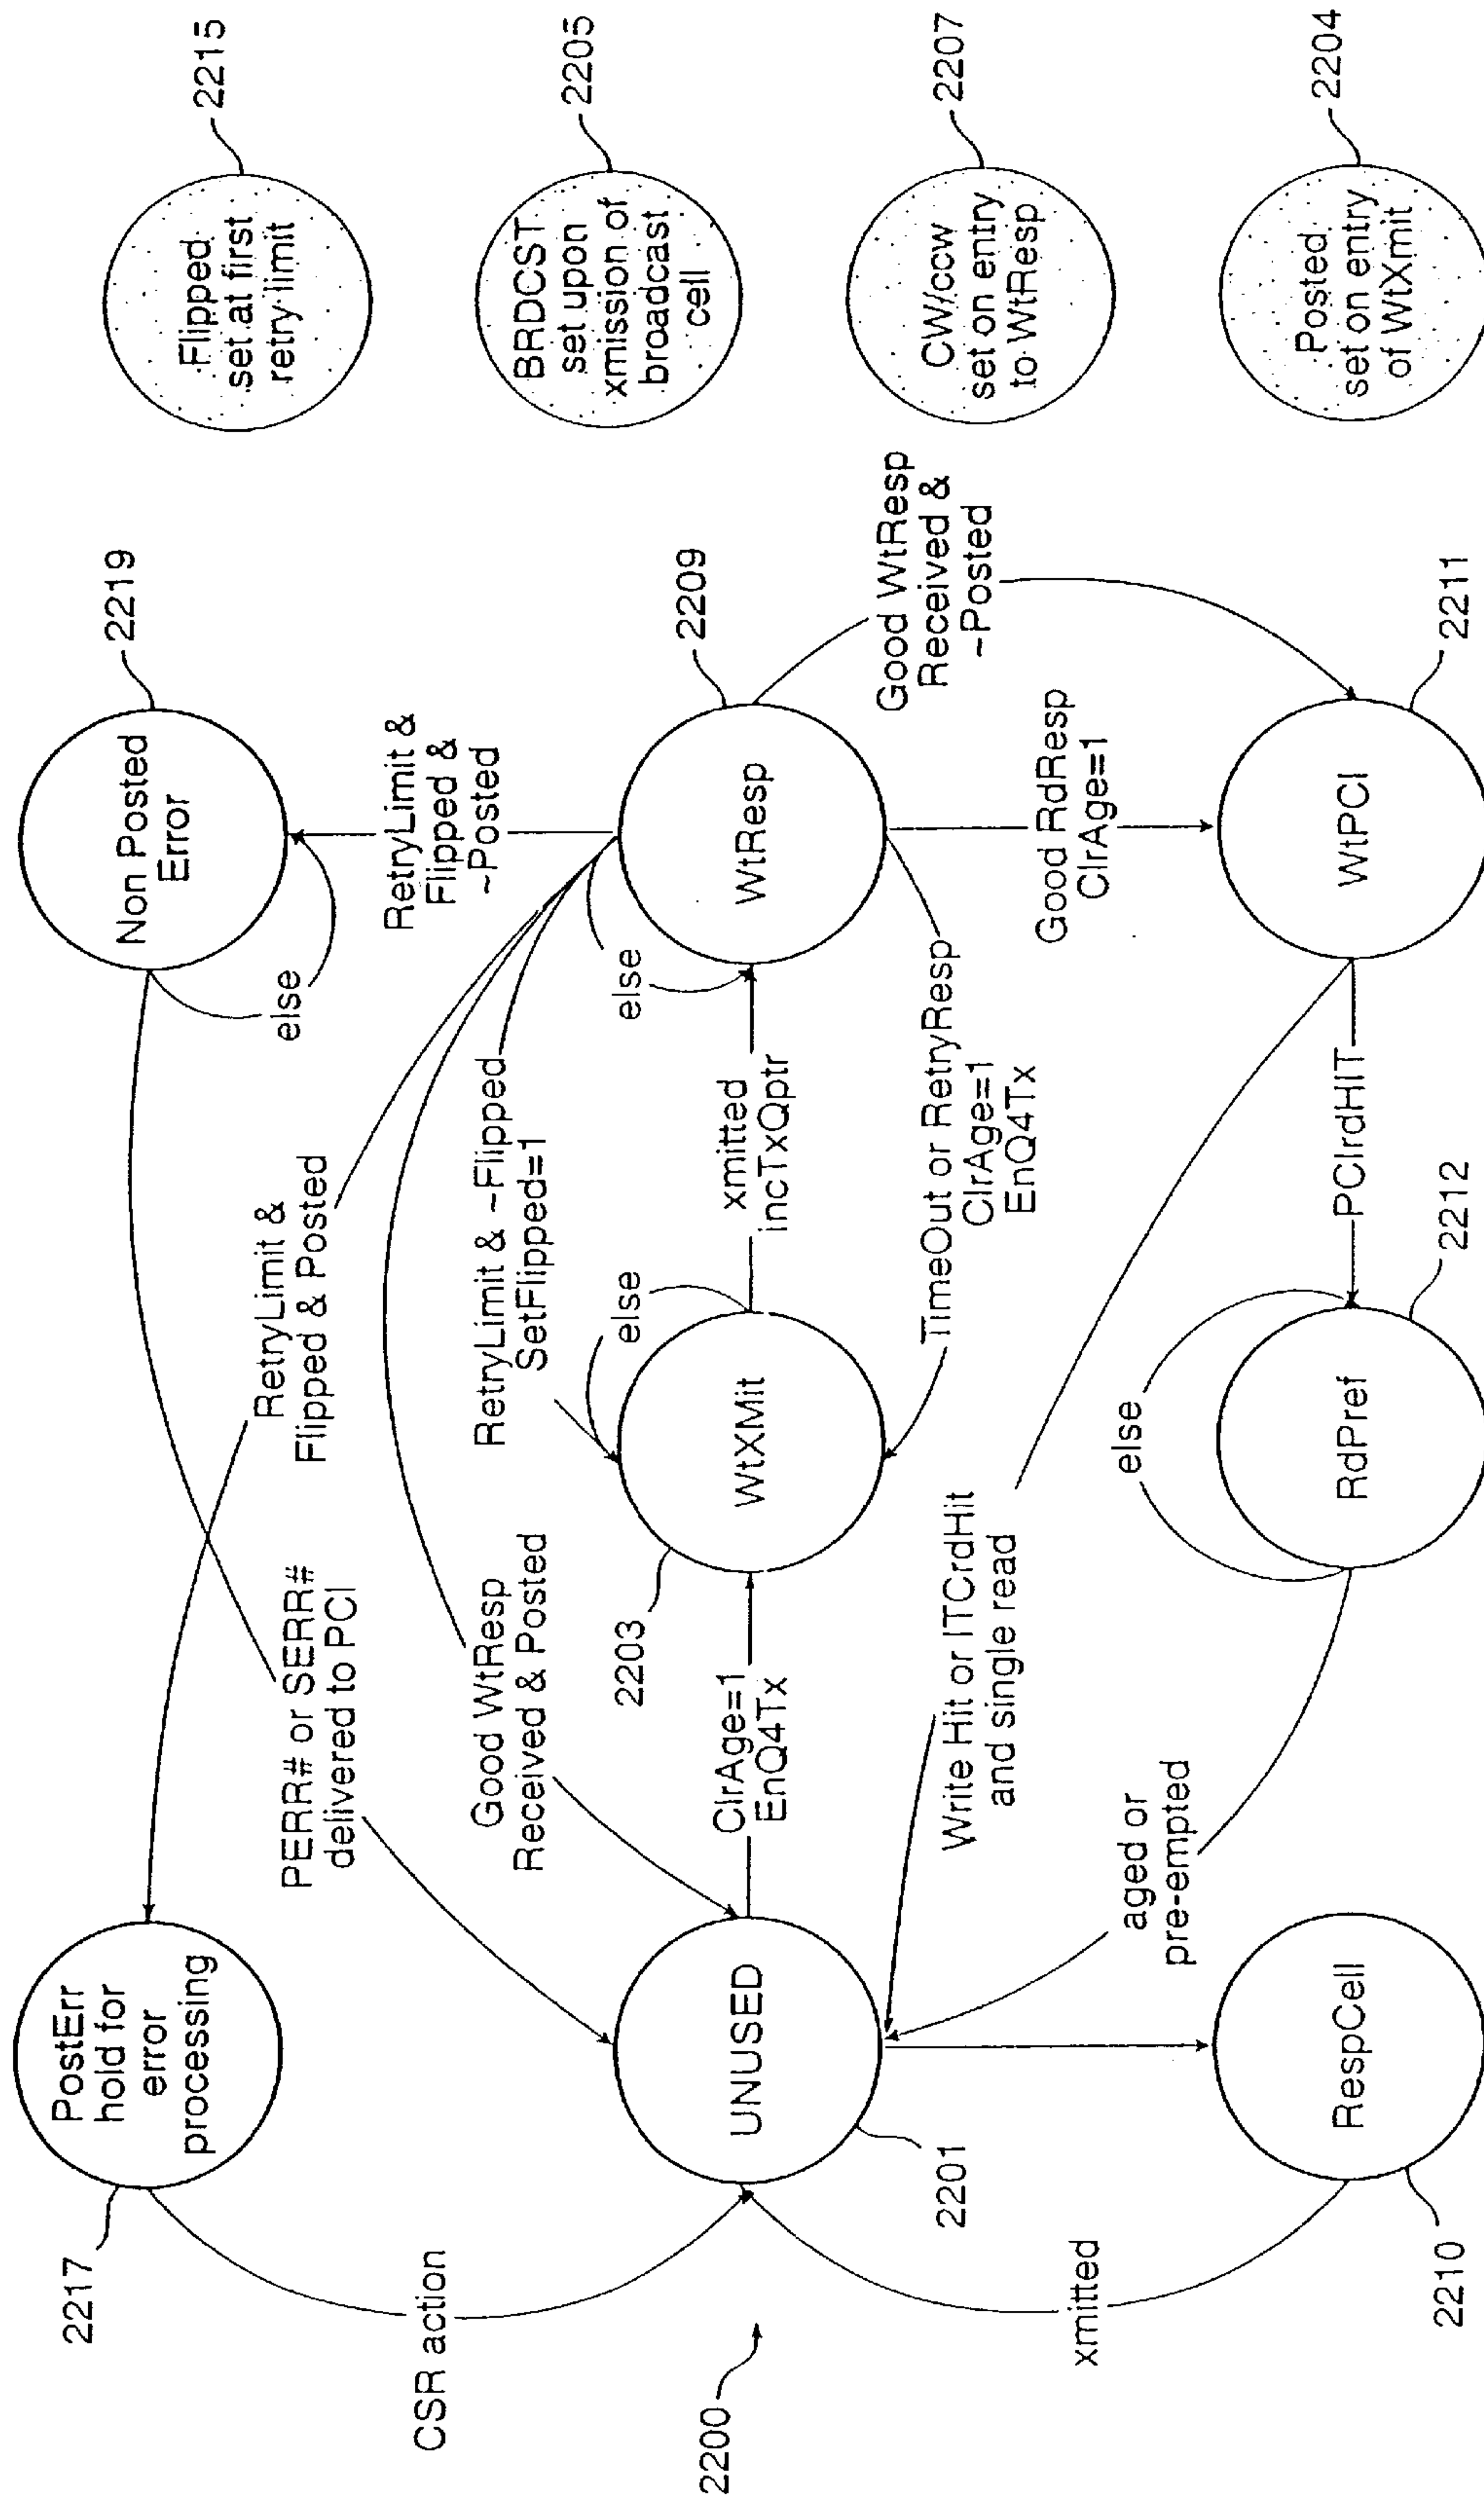 2217
PostErr
hold for
error
processing
CSR action
PERR# or SERR#
delivered to PCI
RetryLimit &
Flipped & Posted
else
Non Posted
Error
2219
RetryLimit &
Flipped &
~Posted
Flipped
set at first
retry limit
2215
2200
UNUSED
2201
Good WtResp
Received & Posted
ClrAge=1
EnQ4Tx
2203
WtXMit
else
RetryLimit & ~Flipped
SetFlipped=1
xmitted
incTxQptr
TimeOut or RetryResp
ClrAge=1
EnQ4Tx
else
WtResp
2209
Good WtResp
Received &
~Posted
BRDCST
set upon
xmission of
broadcast
cell
2205
Write Hit or ITCrdHit
and single read
Good RdResp
ClrAge=1
CW/ccw
set on entry
to WtResp
2207
xmitted
aged or
pre-empted
else
2210
RespCell
RdPref
2212
PCIrdHIT
WtPCI
2211
Posted
set on entry
of WtXmit
2204